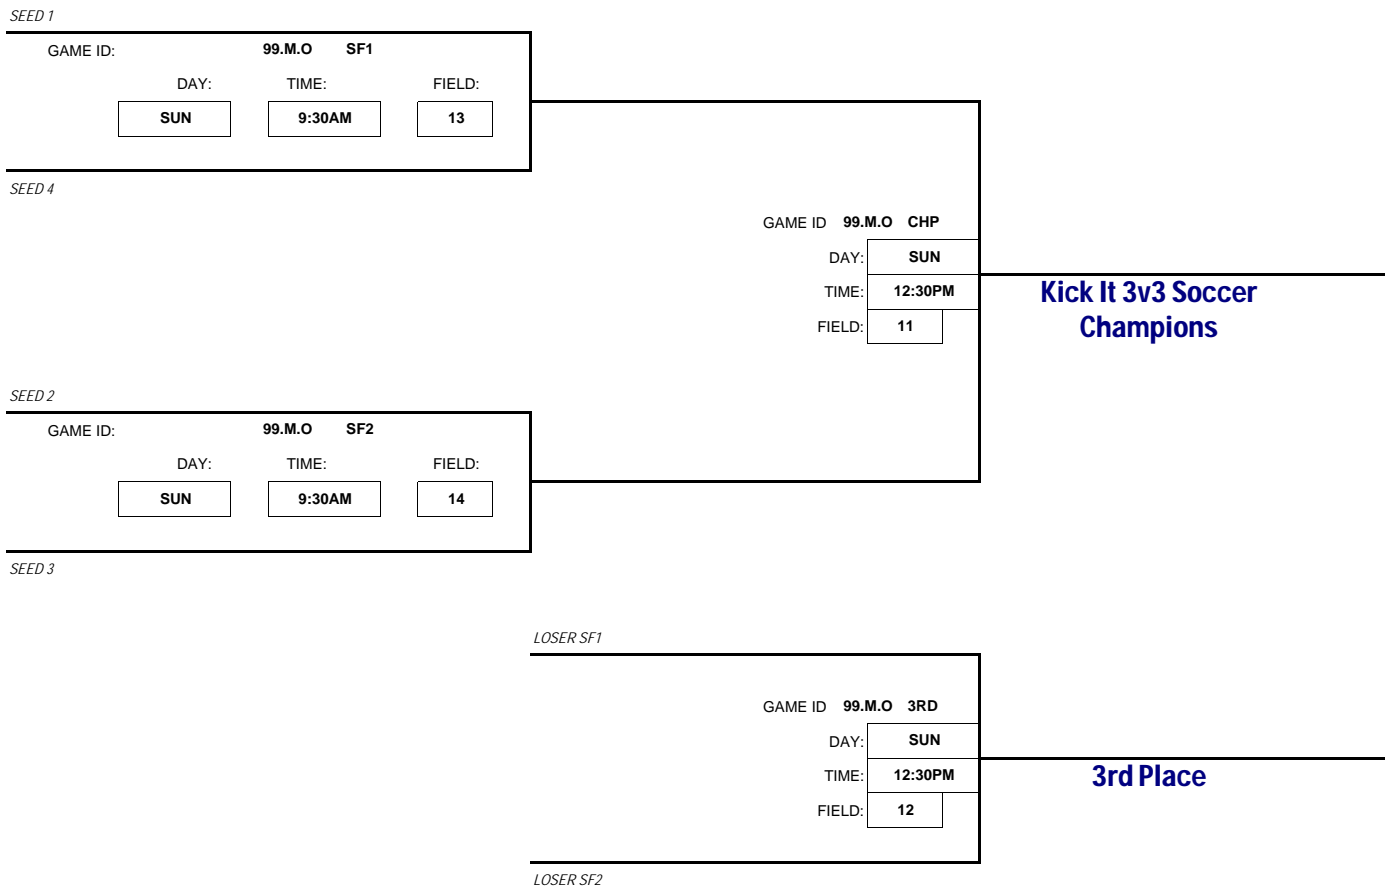 SEED 1
GAME ID: 99.M.O SF1
DAY: TIME: FIELD:
SUN 9:30AM 13
SEED 4
GAME ID 99.M.O CHP
DAY: SUN
TIME: 12:30PM
FIELD: 11
Kick It 3v3 Soccer
Champions
SEED 2
GAME ID: 99.M.O SF2
DAY: TIME: FIELD:
SUN 9:30AM 14
SEED 3
LOSER SF1
GAME ID 99.M.O 3RD
DAY: SUN
TIME: 12:30PM
FIELD: 12
3rd Place
LOSER SF2